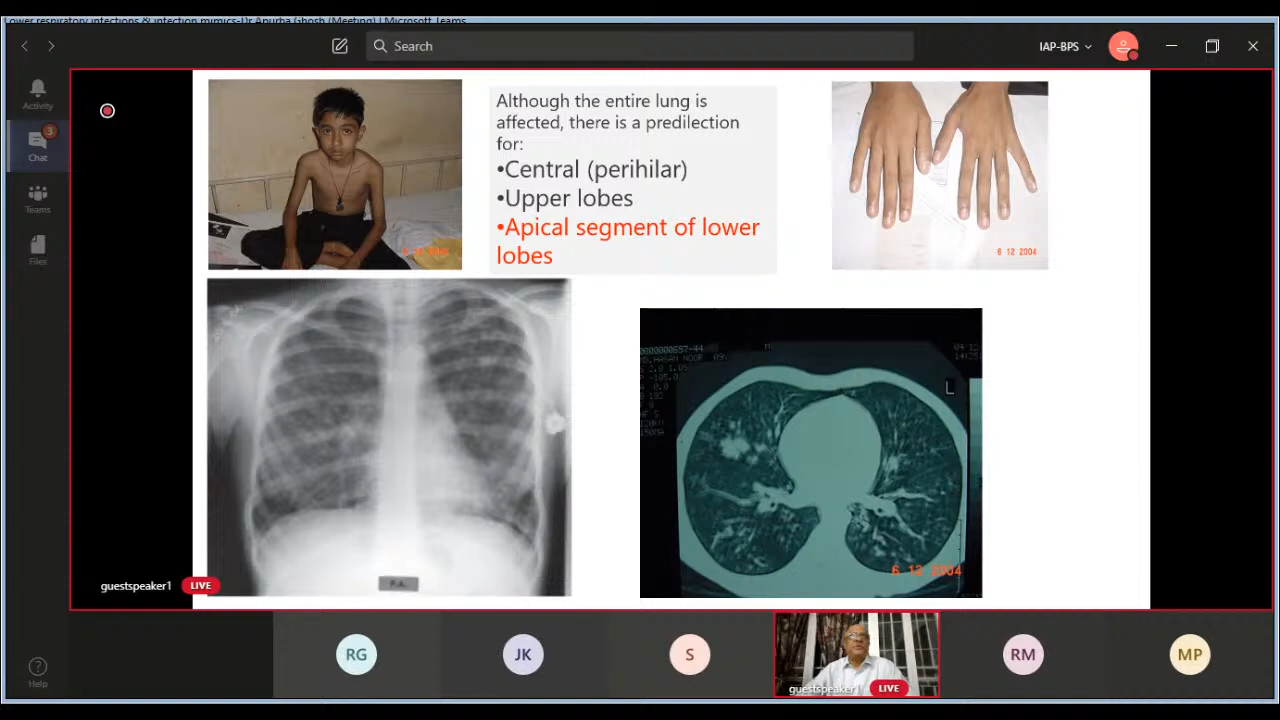 Lower respiratory infections & infection mimics-Dr Apurba Ghosh (Meeting) | Microsoft Teams
Search
IAP-BPS
Activity
3
Chat
Teams
Files
Help
Although the entire lung is
affected, there is a predilection
for:
•Central (perihilar)
•Upper lobes
•Apical segment of lower
lobes
6 12 2004
P.A.
M
L
6 12 2004
guestspeaker1 LIVE
RG
JK
S
guestspeaker1 LIVE
RM
MP